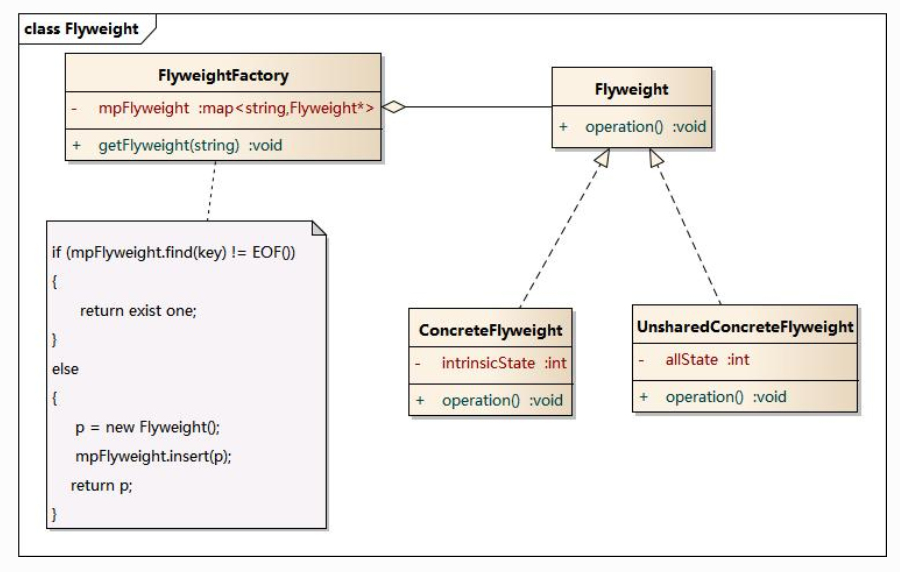 class Flyweight
FlyweightFactory
- mpFlyweight :map<string,Flyweight*>
+ getFlyweight(string) :void
Flyweight
+ operation() :void
if (mpFlyweight.find(key) != EOF())
{
return exist one;
}
else
{
p = new Flyweight();
mpFlyweight.insert(p);
return p;
}
ConcreteFlyweight
- intrinsicState :int
+ operation() :void
UnsharedConcreteFlyweight
- allState :int
+ operation() :void